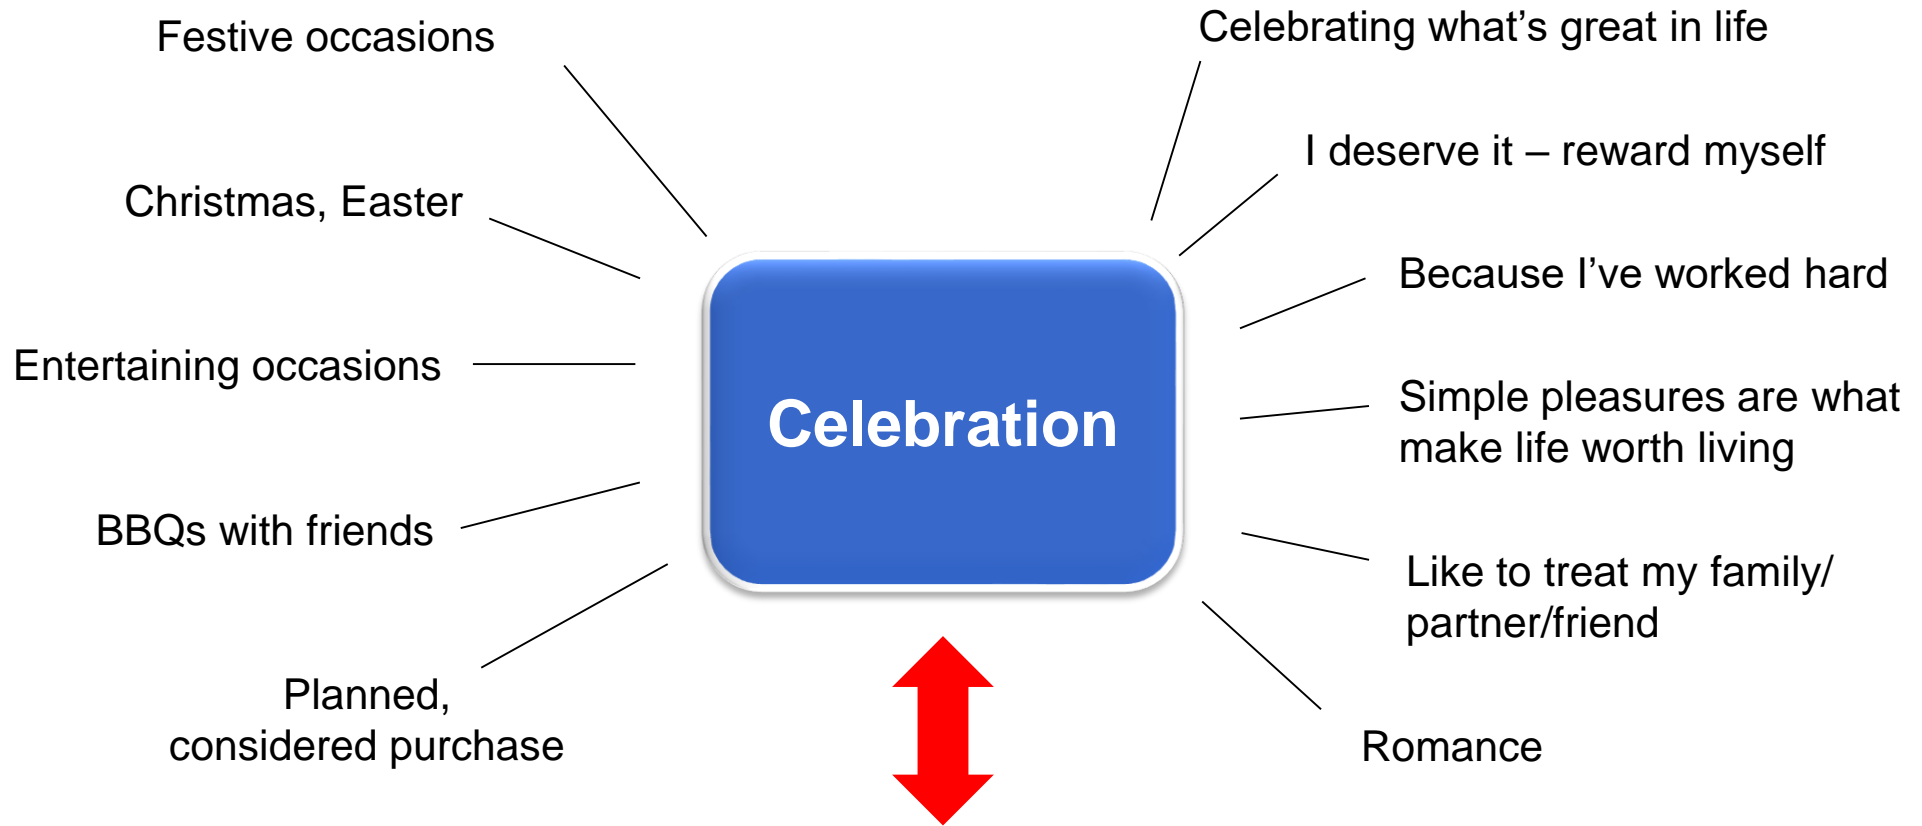 Festive occasions
Christmas, Easter
Entertaining occasions
BBQs with friends
Planned,
considered purchase
Celebration
Celebrating what’s great in life
I deserve it – reward myself
Because I’ve worked hard
Simple pleasures are what
make life worth living
Like to treat my family/
partner/friend
Romance